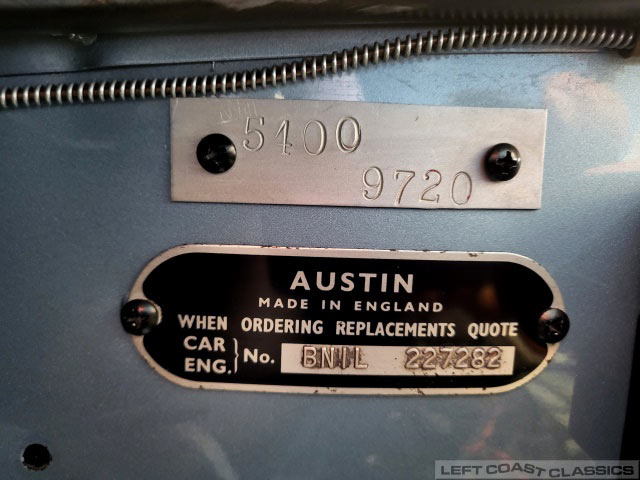 5400
9720
AUSTIN
MADE IN ENGLAND
WHEN ORDERING REPLACEMENTS QUOTE
CAR
ENG. } No. BN1L 227282
LEFT COAST CLASSICS